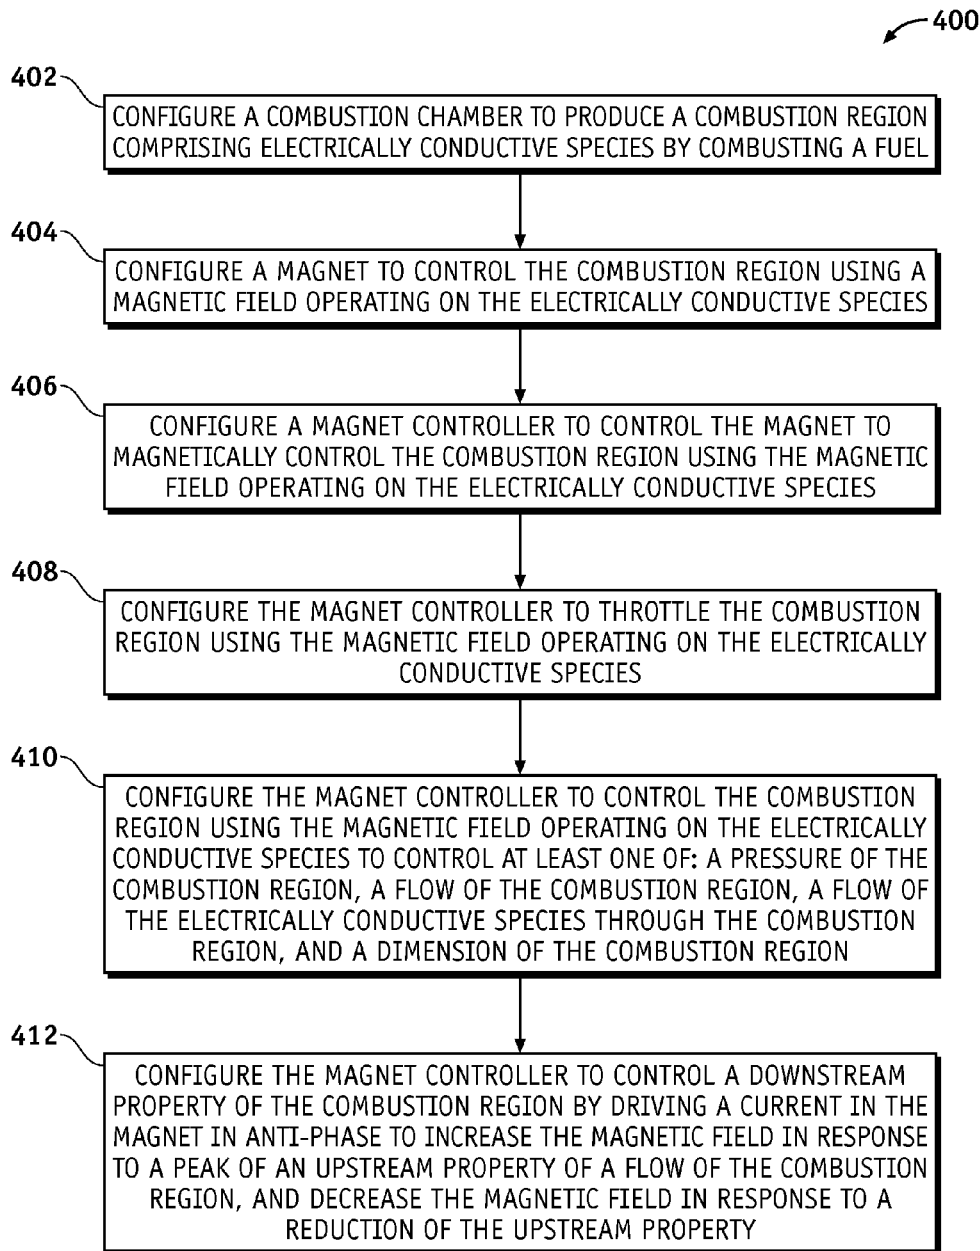 400
402
CONFIGURE A COMBUSTION CHAMBER TO PRODUCE A COMBUSTION REGION
COMPRISING ELECTRICALLY CONDUCTIVE SPECIES BY COMBUSTING A FUEL
404
CONFIGURE A MAGNET TO CONTROL THE COMBUSTION REGION USING A
MAGNETIC FIELD OPERATING ON THE ELECTRICALLY CONDUCTIVE SPECIES
406
CONFIGURE A MAGNET CONTROLLER TO CONTROL THE MAGNET TO
MAGNETICALLY CONTROL THE COMBUSTION REGION USING THE MAGNETIC
FIELD OPERATING ON THE ELECTRICALLY CONDUCTIVE SPECIES
408
CONFIGURE THE MAGNET CONTROLLER TO THROTTLE THE COMBUSTION
REGION USING THE MAGNETIC FIELD OPERATING ON THE ELECTRICALLY
CONDUCTIVE SPECIES
410
CONFIGURE THE MAGNET CONTROLLER TO CONTROL THE COMBUSTION
REGION USING THE MAGNETIC FIELD OPERATING ON THE ELECTRICALLY
CONDUCTIVE SPECIES TO CONTROL AT LEAST ONE OF: A PRESSURE OF THE
COMBUSTION REGION, A FLOW OF THE COMBUSTION REGION, A FLOW OF
THE ELECTRICALLY CONDUCTIVE SPECIES THROUGH THE COMBUSTION
REGION, AND A DIMENSION OF THE COMBUSTION REGION
412
CONFIGURE THE MAGNET CONTROLLER TO CONTROL A DOWNSTREAM
PROPERTY OF THE COMBUSTION REGION BY DRIVING A CURRENT IN THE
MAGNET IN ANTI-PHASE TO INCREASE THE MAGNETIC FIELD IN RESPONSE
TO A PEAK OF AN UPSTREAM PROPERTY OF A FLOW OF THE COMBUSTION
REGION, AND DECREASE THE MAGNETIC FIELD IN RESPONSE TO A
REDUCTION OF THE UPSTREAM PROPERTY